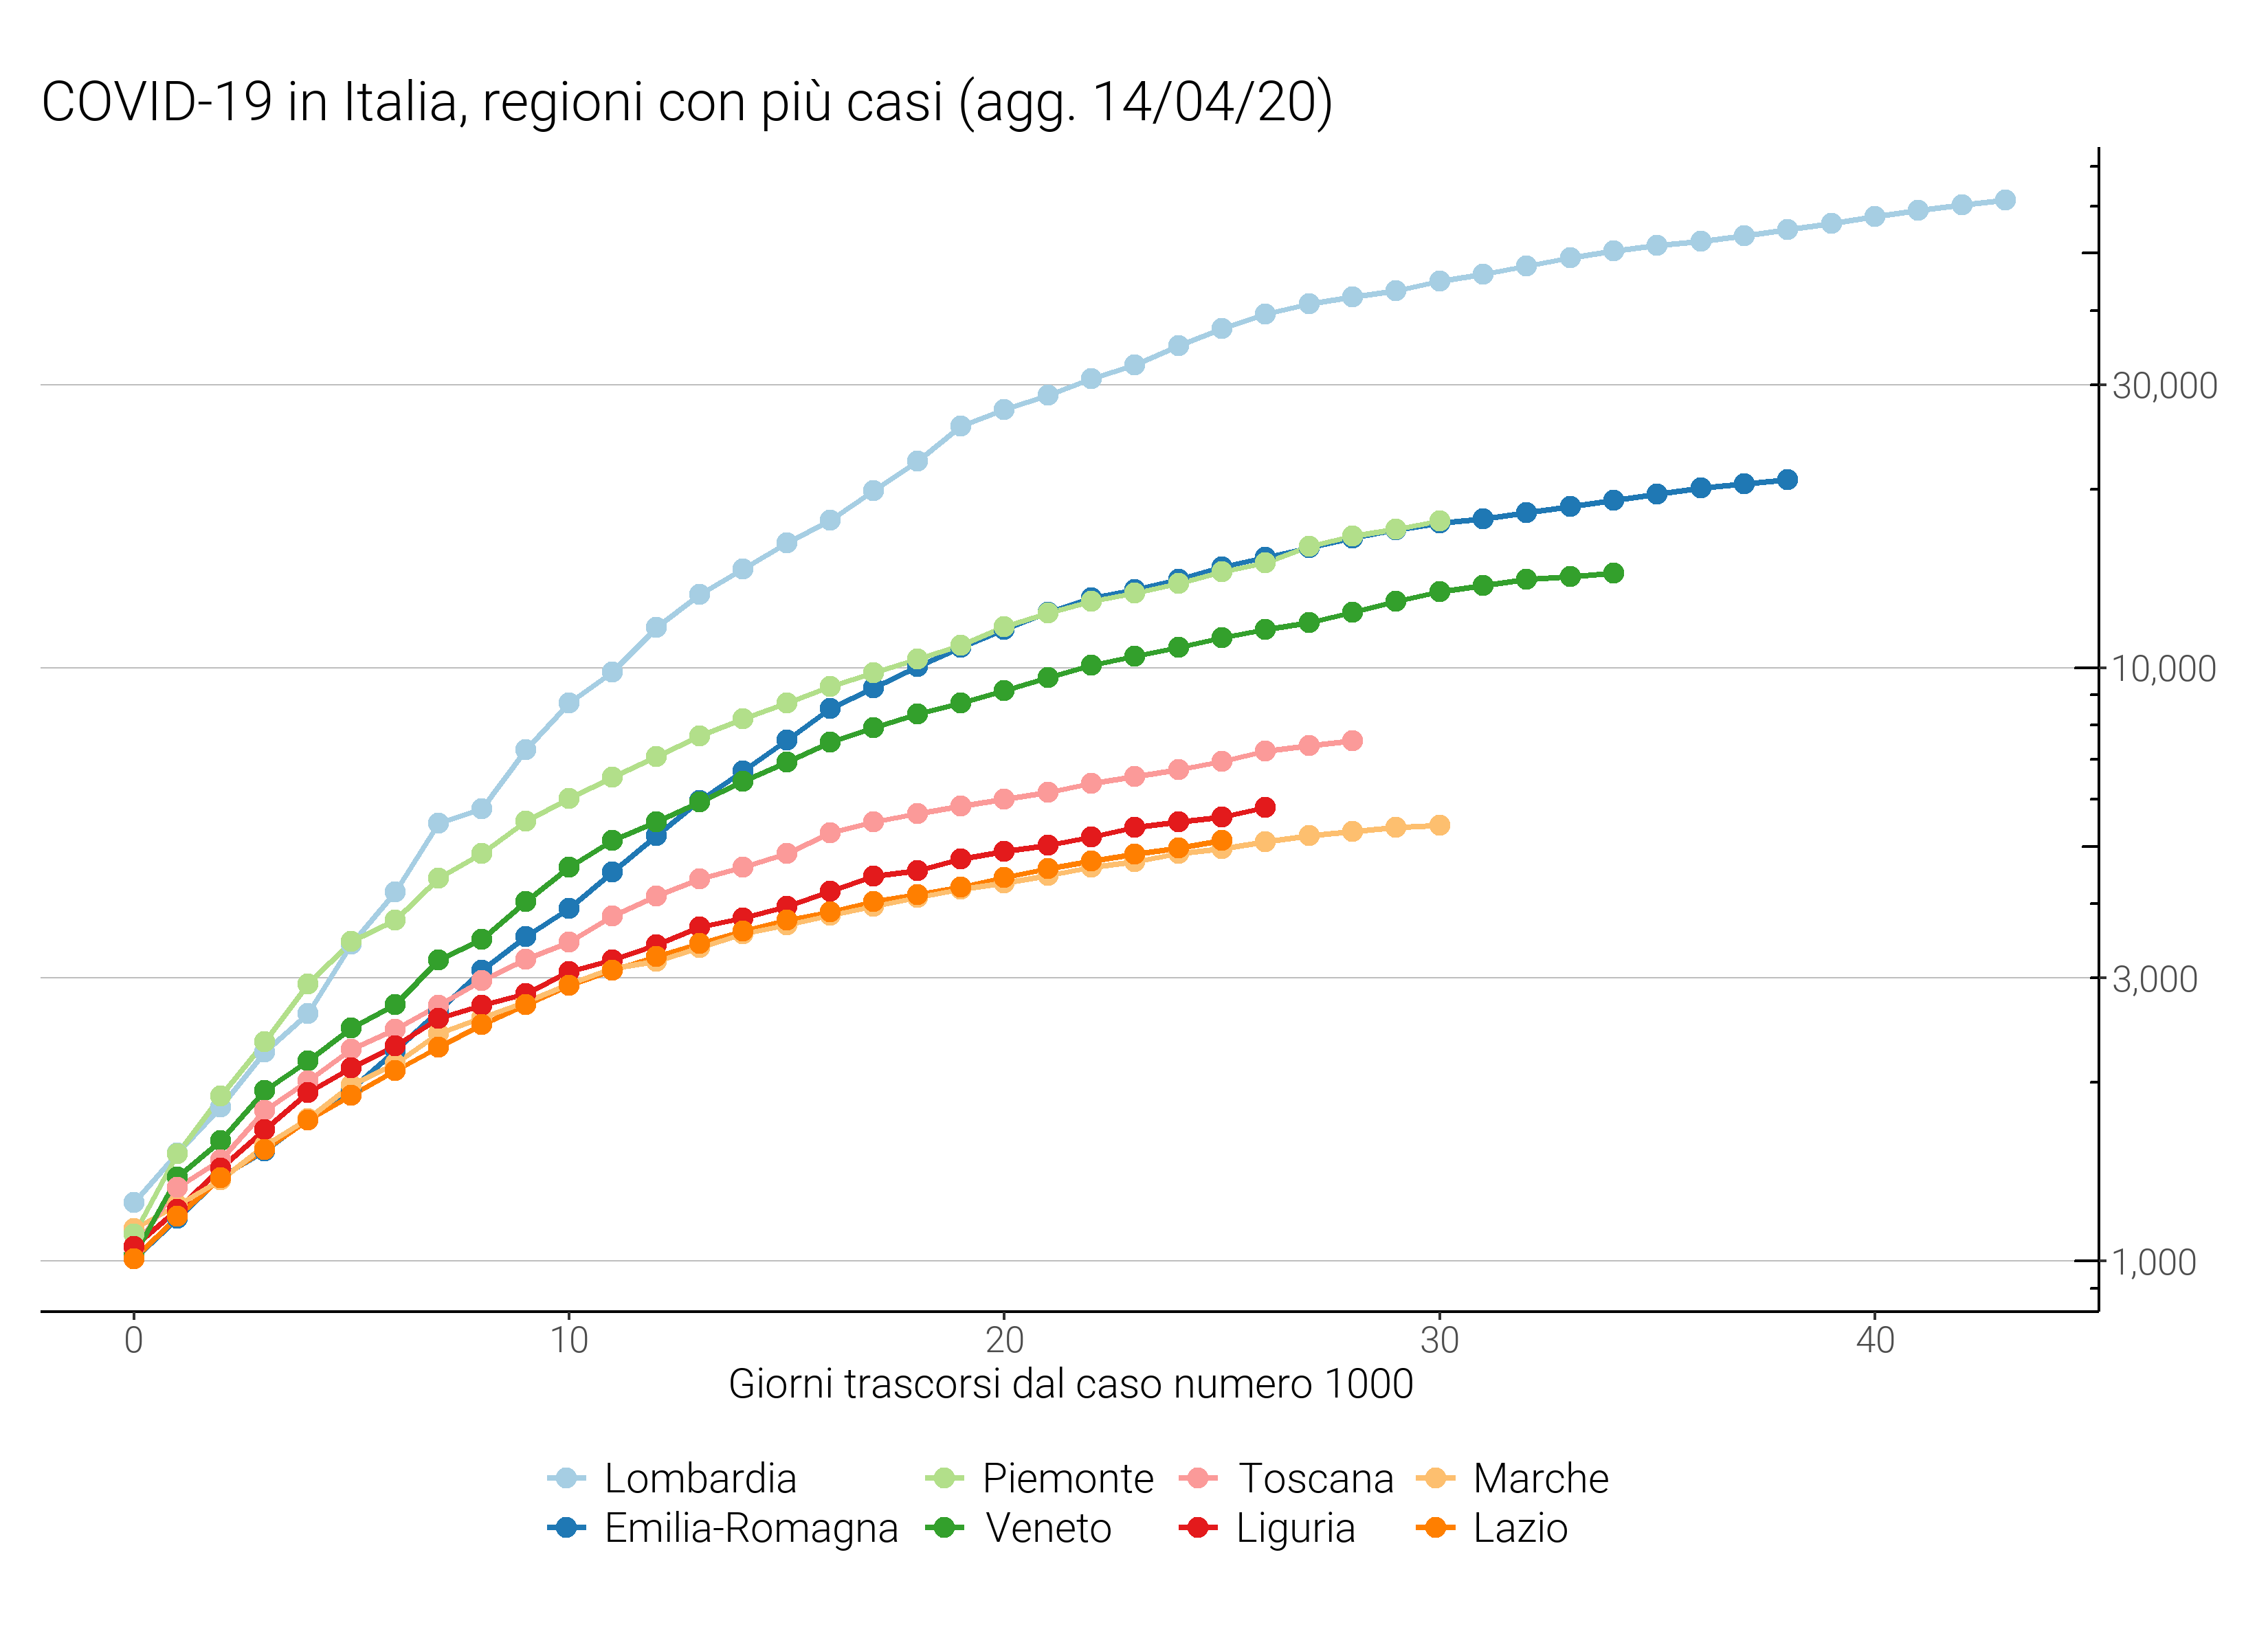 COVID-19 in Italia, regioni con più casi (agg. 14/04/20)
30,000
10,000
3,000
1,000
0 10 20 30 40
Giorni trascorsi dal caso numero 1000
Lombardia Piemonte Toscana Marche
Emilia-Romagna Veneto Liguria Lazio